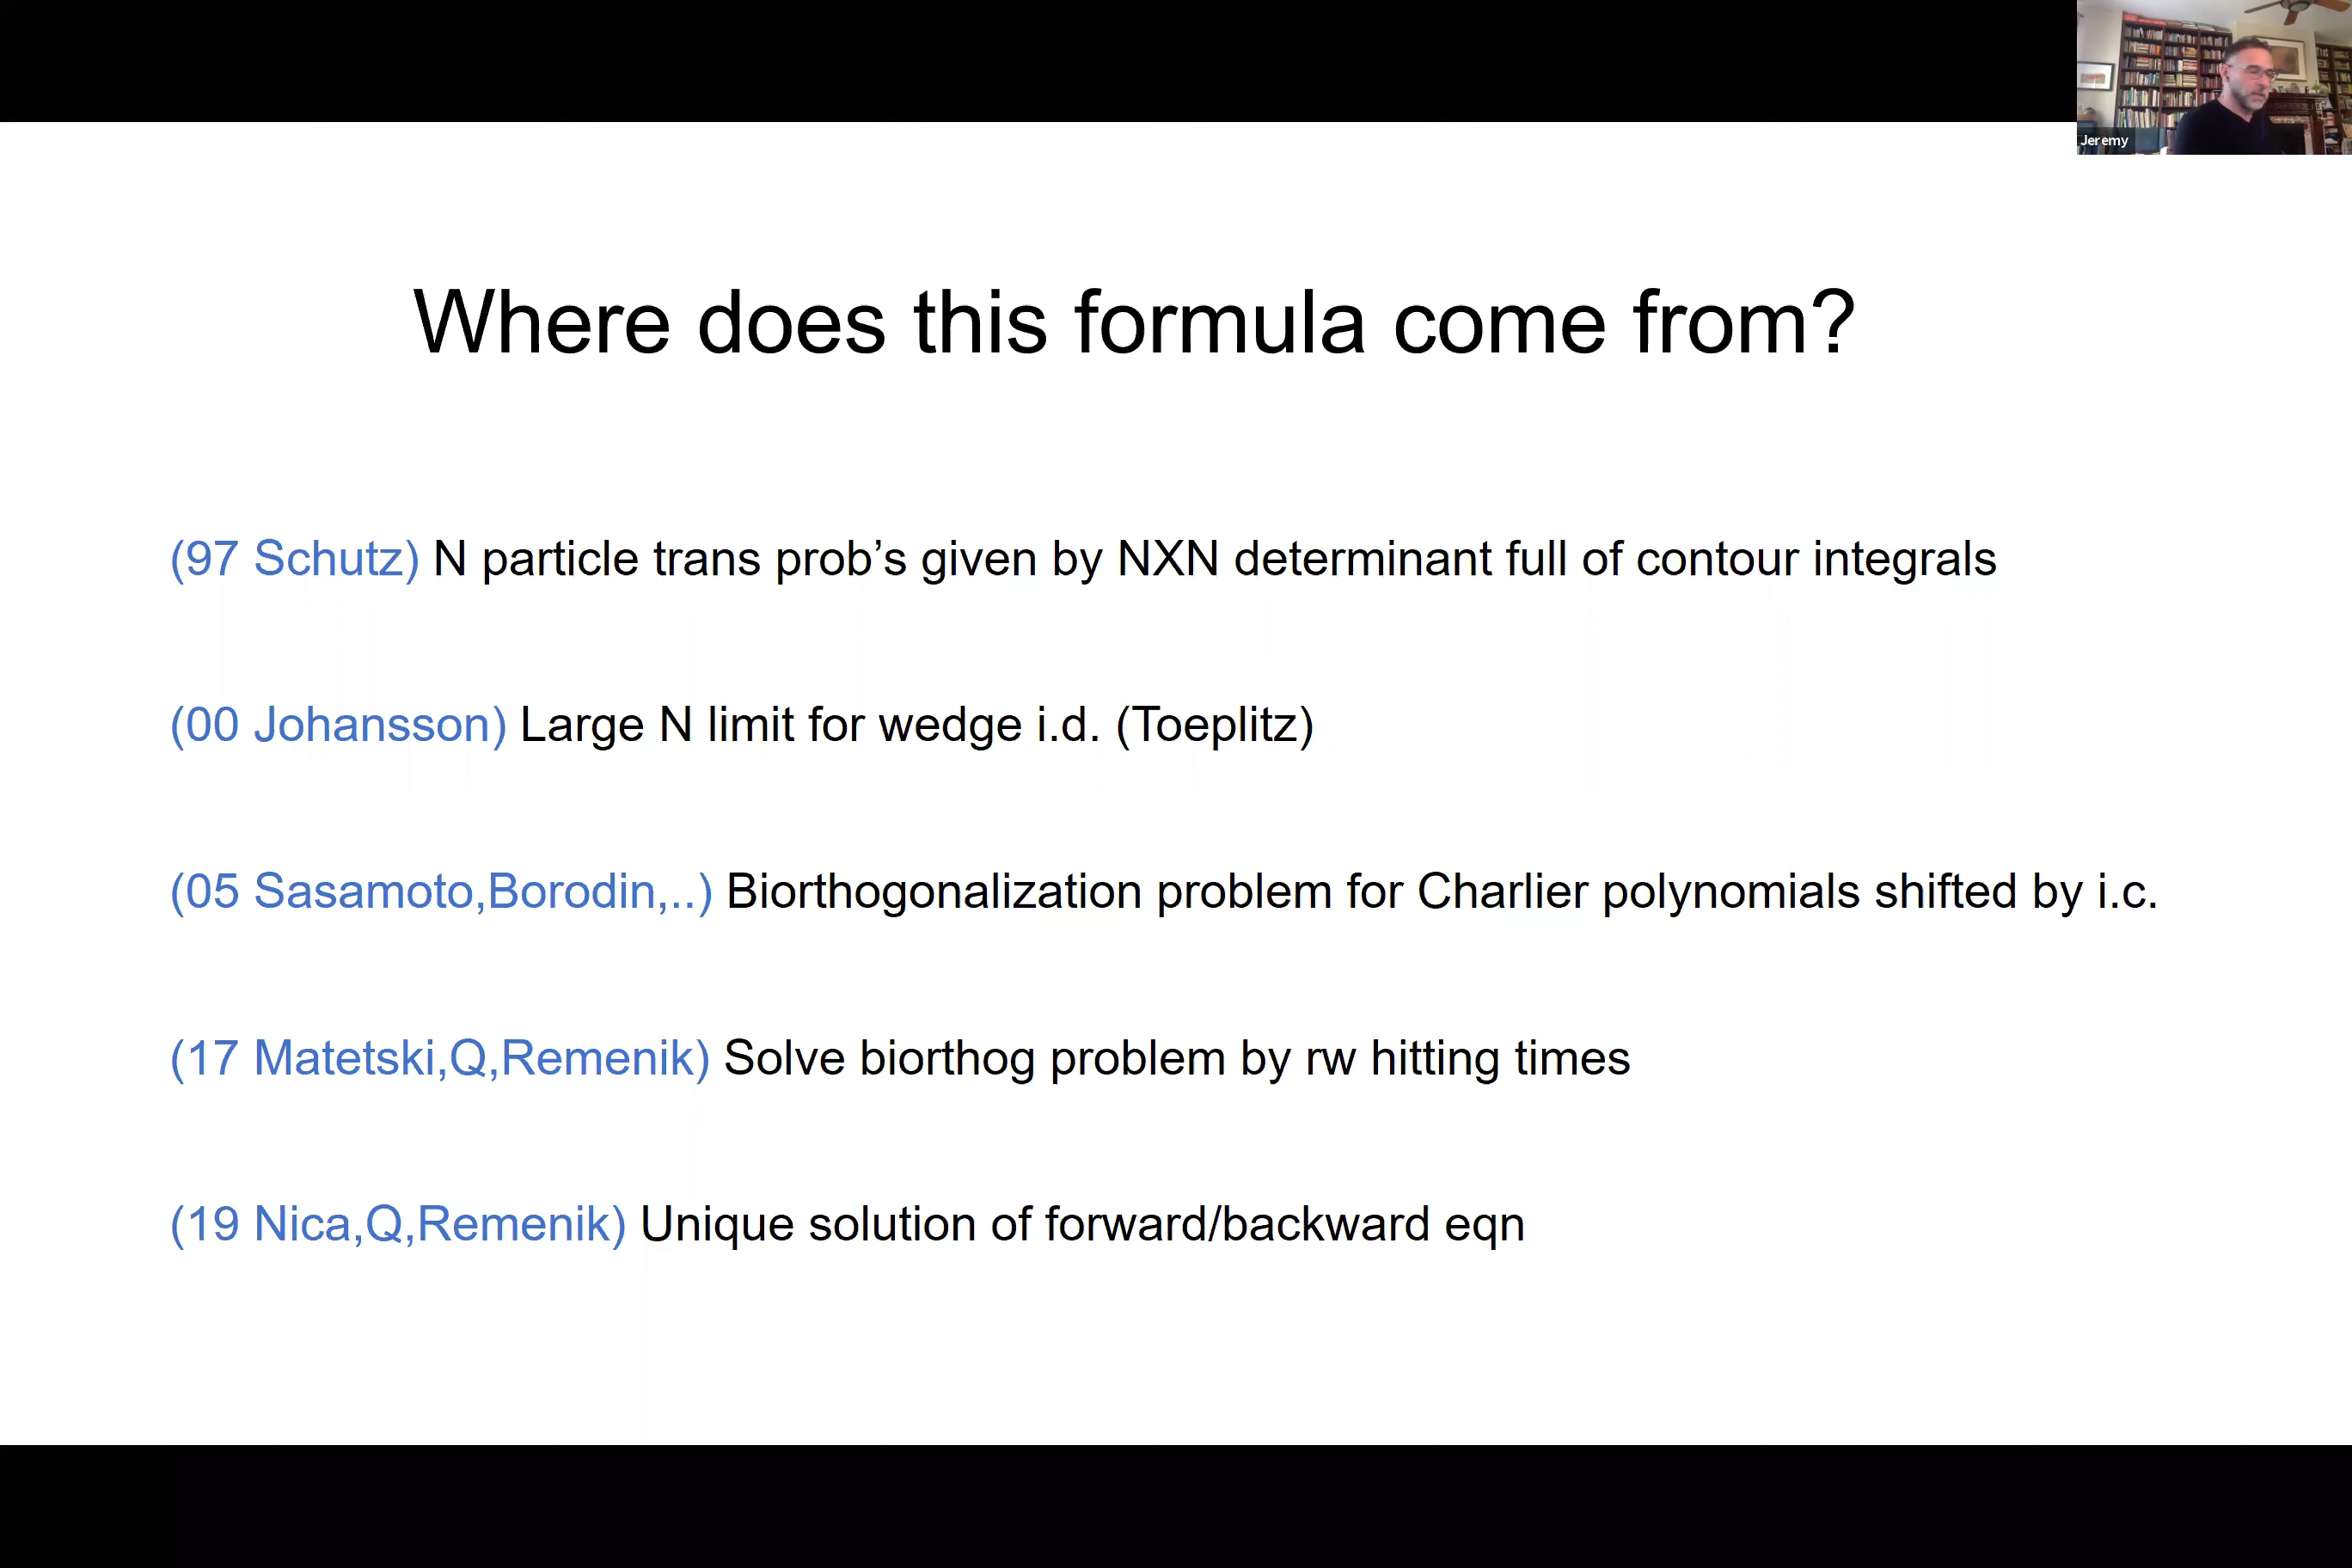 Jeremy
Where does this formula come from?
(97 Schutz) N particle trans prob’s given by NXN determinant full of contour integrals
(00 Johansson) Large N limit for wedge i.d. (Toeplitz)
(05 Sasamoto,Borodin,..) Biorthogonalization problem for Charlier polynomials shifted by i.c.
(17 Matetski,Q,Remenik) Solve biorthog problem by rw hitting times
(19 Nica,Q,Remenik) Unique solution of forward/backward eqn